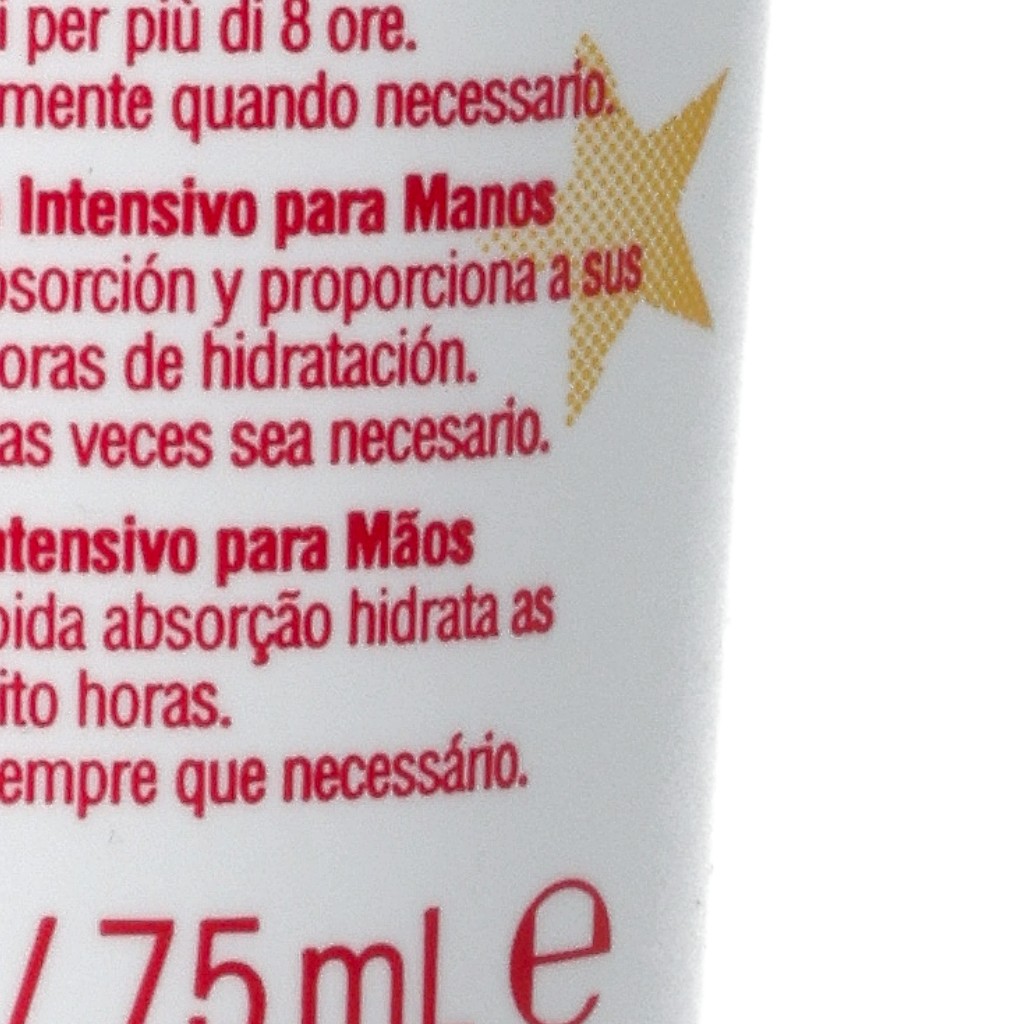 i per più di 8 ore.
mente quando necessario.
Intensivo para Manos
bsorción y proporciona a sus
oras de hidratación.
as veces sea necesario.
ntensivo para Mãos
pida absorção hidrata as
ito horas.
empre que necessário.
/ 75 mL e